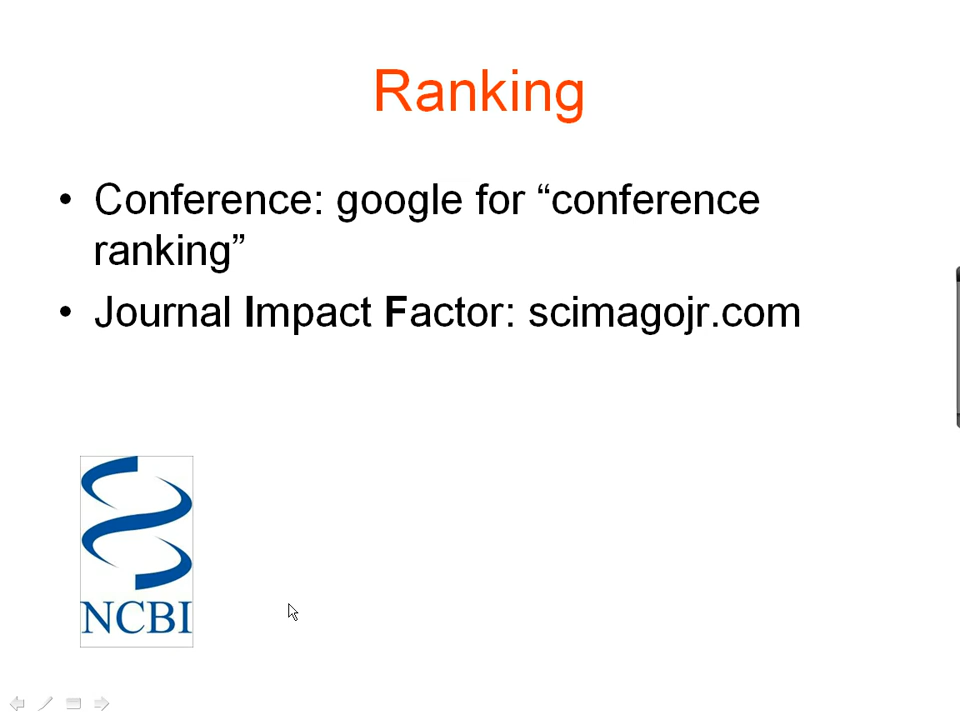 Ranking
• Conference: google for “conference
ranking”
• Journal Impact Factor: scimagojr.com
NCBI